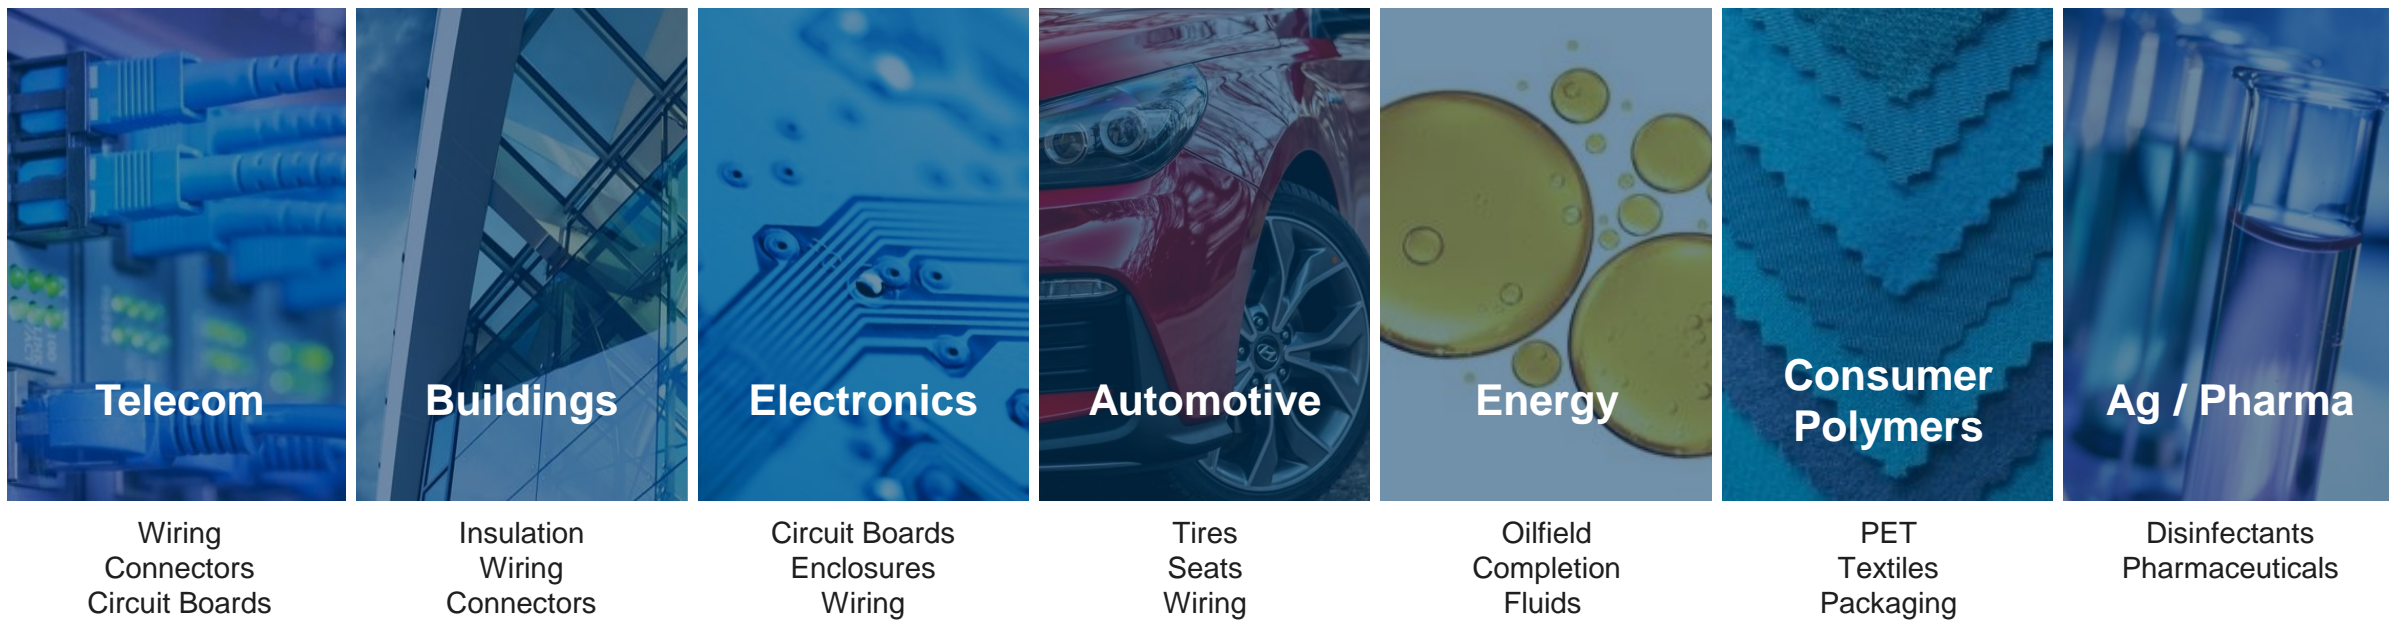 Telecom
Wiring
Connectors
Circuit Boards
Buildings
Insulation
Wiring
Connectors
Electronics
Circuit Boards
Enclosures
Wiring
Automotive
Tires
Seats
Wiring
Energy
Oilfield
Completion
Fluids
Consumer
Polymers
PET
Textiles
Packaging
Ag / Pharma
Disinfectants
Pharmaceuticals